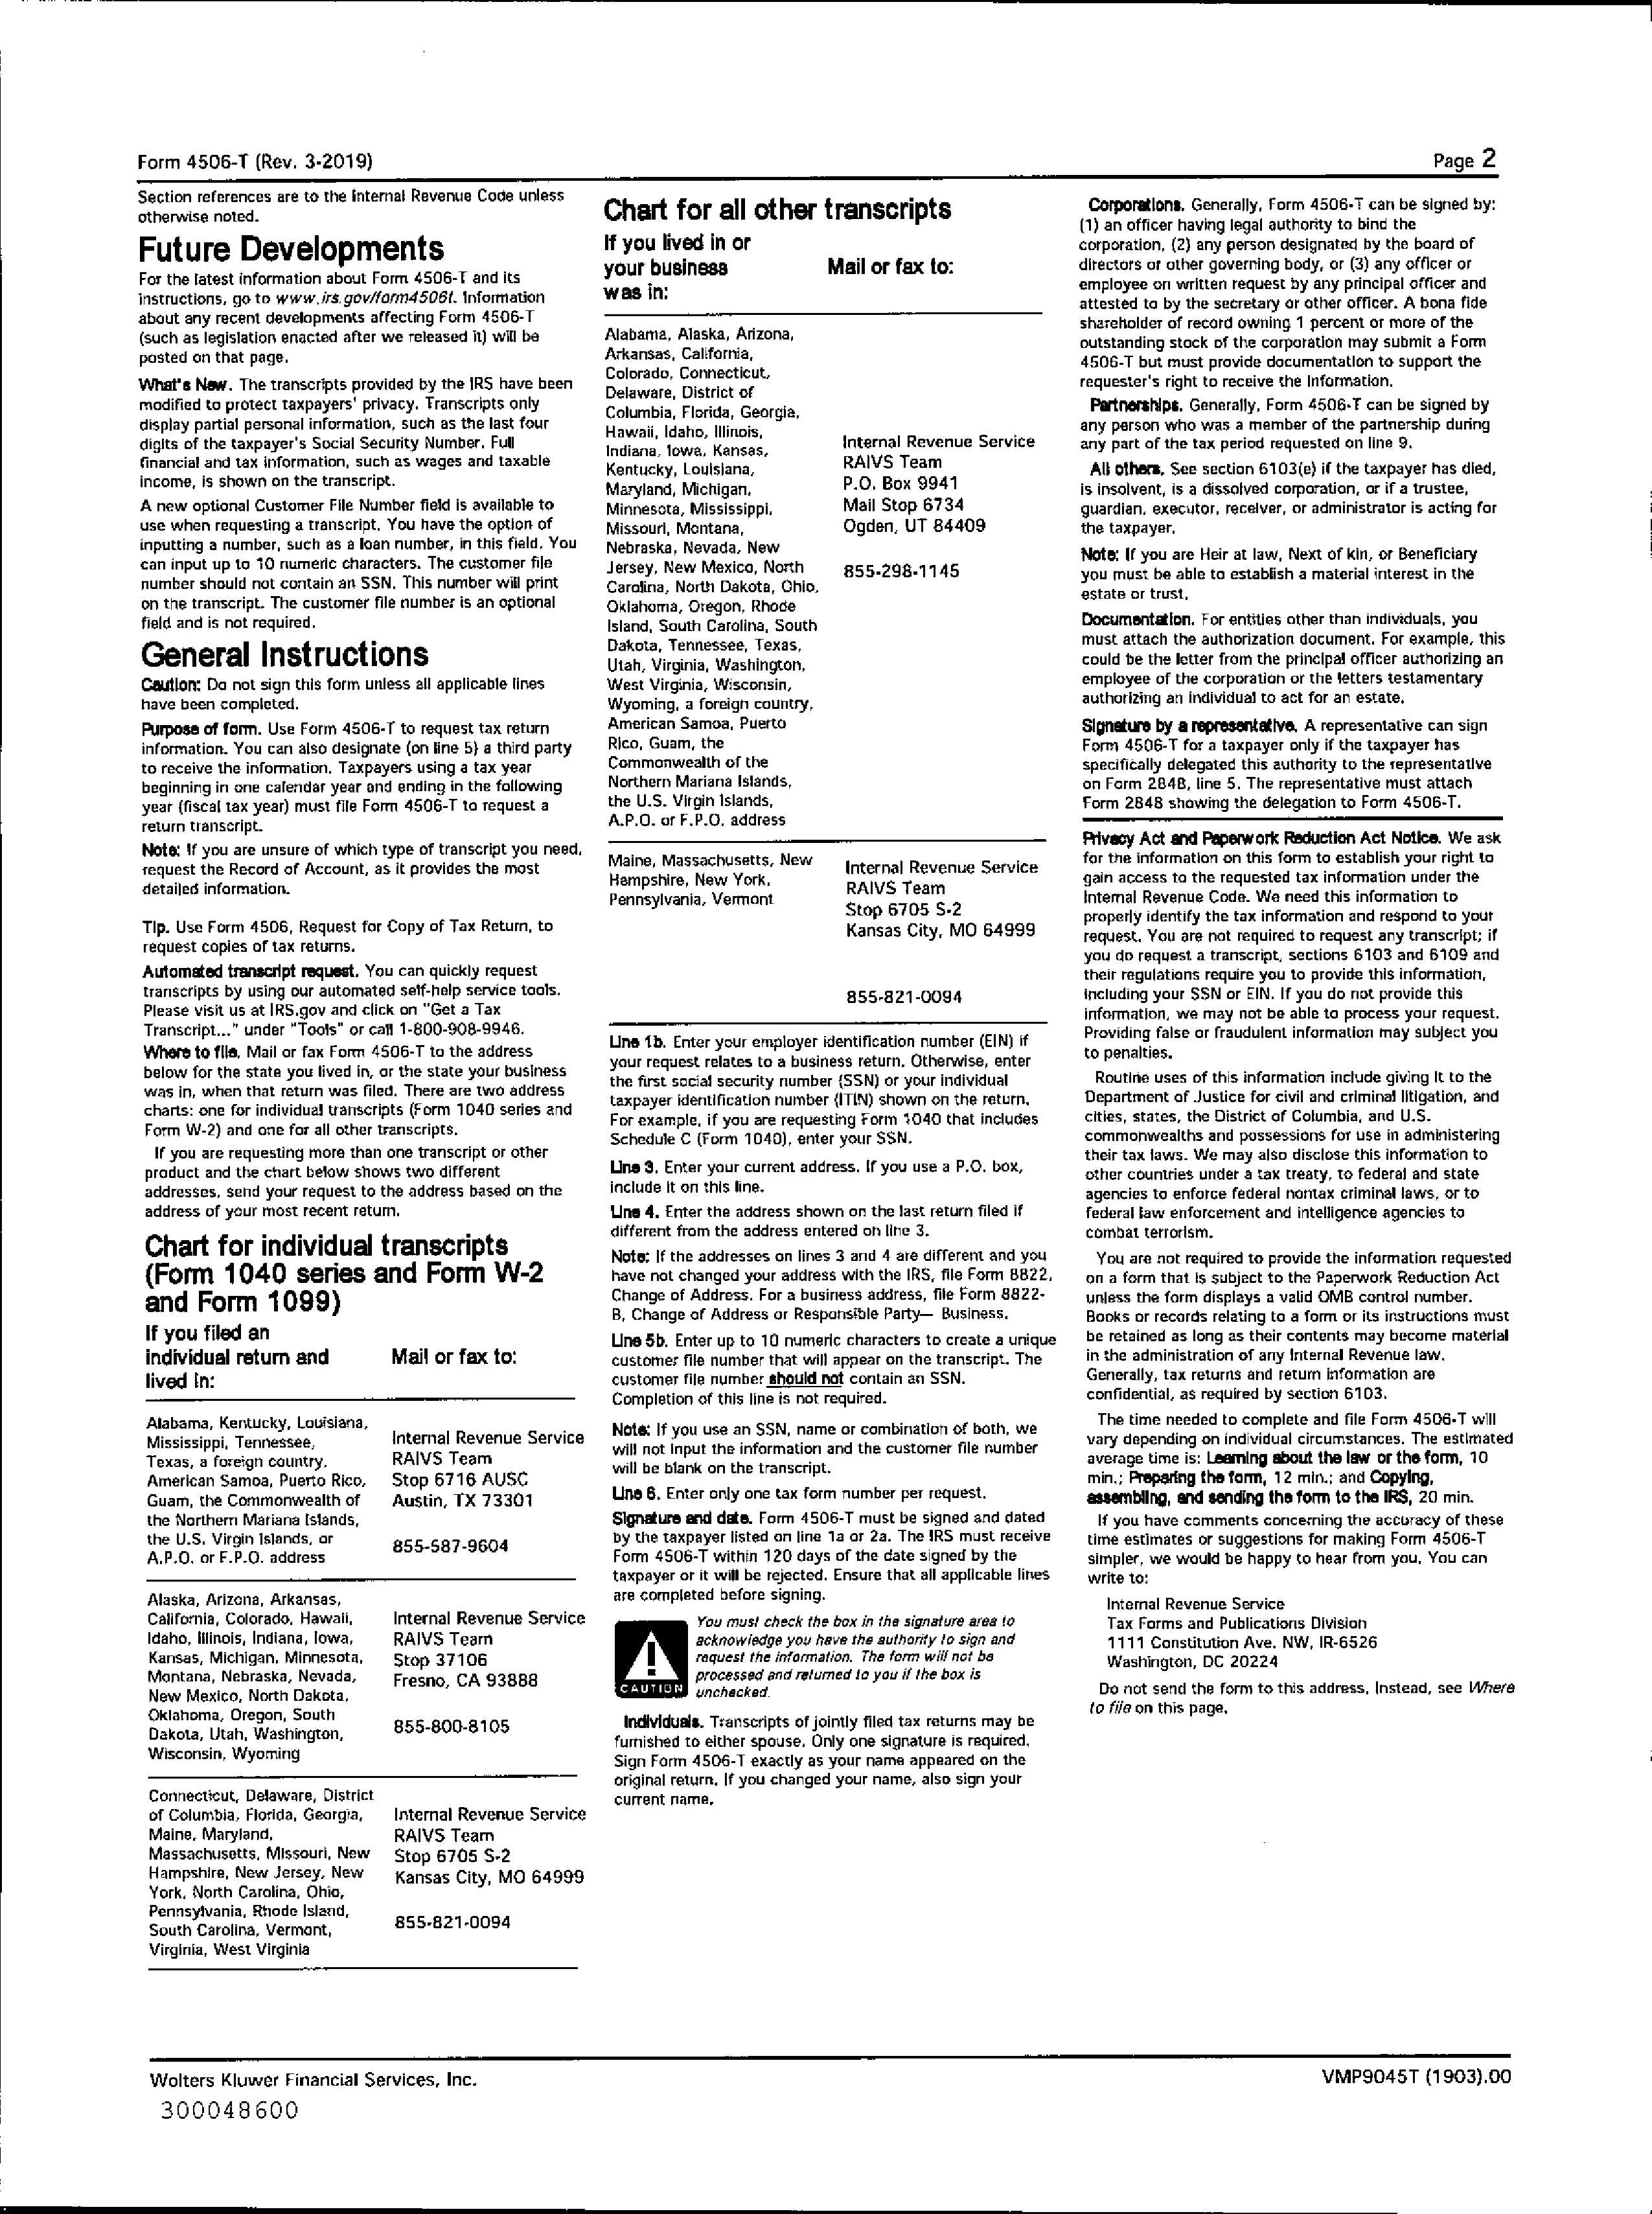 Form 4506-T (Rev. 3-2019)
Page 2
Section references are to the Internal Revenue Code unless
otherwise noted.
Future Developments
For the latest information about Form 4506-T and its
instructions, go to www.irs.gov/form4506t. Information
about any recent developments affecting Form 4506-T
(such as legislation enacted after we released it) will be
posted on that page.
What's New. The transcripts provided by the IRS have been
modified to protect taxpayers' privacy. Transcripts only
display partial personal information, such as the last four
digits of the taxpayer's Social Security Number. Full
financial and tax information, such as wages and taxable
income, is shown on the transcript.
A new optional Customer File Number field is available to
use when requesting a transcript. You have the option of
inputting a number, such as a loan number, in this field. You
can input up to 10 numeric characters. The customer file
number should not contain an SSN. This number will print
on the transcript. The customer file number is an optional
field and is not required.
General Instructions
Caution: Do not sign this form unless all applicable lines
have been completed.
Purpose of form. Use Form 4506-T to request tax return
information. You can also designate (on line 5) a third party
to receive the information. Taxpayers using a tax year
beginning in one calendar year and ending in the following
year (fiscal tax year) must file Form 4506-T to request a
return transcript.
Note: If you are unsure of which type of transcript you need,
request the Record of Account, as it provides the most
detailed information.
Tip. Use Form 4506, Request for Copy of Tax Return, to
request copies of tax returns.
Automated transcript request. You can quickly request
transcripts by using our automated self-help service tools.
Please visit us at IRS.gov and click on "Get a Tax
Transcript..." under "Tools" or call 1-800-908-9946.
Where to file. Mail or fax Form 4506-T to the address
below for the state you lived in, or the state your business
was in, when that return was filed. There are two address
charts: one for individual transcripts (Form 1040 series and
Form W-2) and one for all other transcripts.
If you are requesting more than one transcript or other
product and the chart below shows two different
addresses, send your request to the address based on the
address of your most recent return.
Chart for individual transcripts
(Form 1040 series and Form W-2
and Form 1099)
If you filed an
individual return and
lived in:
Mail or fax to:
Alabama, Kentucky, Louisiana,
Mississippi, Tennessee,
Texas, a foreign country,
American Samoa, Puerto Rico,
Guam, the Commonwealth of
the Northern Mariana Islands,
the U.S. Virgin Islands, or
A.P.O. or F.P.O. address
Internal Revenue Service
RAIVS Team
Stop 6716 AUSC
Austin, TX 73301
855-587-9604
Alaska, Arizona, Arkansas,
California, Colorado, Hawaii,
Idaho, Illinois, Indiana, Iowa,
Kansas, Michigan, Minnesota,
Montana, Nebraska, Nevada,
New Mexico, North Dakota,
Oklahoma, Oregon, South
Dakota, Utah, Washington,
Wisconsin, Wyoming
Internal Revenue Service
RAIVS Team
Stop 37106
Fresno, CA 93888
855-800-8105
Connecticut, Delaware, District
of Columbia, Florida, Georgia,
Maine, Maryland,
Massachusetts, Missouri, New
Hampshire, New Jersey, New
York, North Carolina, Ohio,
Pennsylvania, Rhode Island,
South Carolina, Vermont,
Virginia, West Virginia
Internal Revenue Service
RAIVS Team
Stop 6705 S-2
Kansas City, MO 64999
855-821-0094
Chart for all other transcripts
If you lived in or
your business
was in:
Mail or fax to:
Alabama, Alaska, Arizona,
Arkansas, California,
Colorado, Connecticut,
Delaware, District of
Columbia, Florida, Georgia,
Hawaii, Idaho, Illinois,
Indiana, Iowa, Kansas,
Kentucky, Louisiana,
Maryland, Michigan,
Minnesota, Mississippi,
Missouri, Montana,
Nebraska, Nevada, New
Jersey, New Mexico, North
Carolina, North Dakota, Ohio,
Oklahoma, Oregon, Rhode
Island, South Carolina, South
Dakota, Tennessee, Texas,
Utah, Virginia, Washington,
West Virginia, Wisconsin,
Wyoming, a foreign country,
American Samoa, Puerto
Rico, Guam, the
Commonwealth of the
Northern Mariana Islands,
the U.S. Virgin Islands,
A.P.O. or F.P.O. address
Internal Revenue Service
RAIVS Team
P.O. Box 9941
Mail Stop 6734
Ogden, UT 84409
855-298-1145
Maine, Massachusetts, New
Hampshire, New York,
Pennsylvania, Vermont
Internal Revenue Service
RAIVS Team
Stop 6705 S-2
Kansas City, MO 64999
855-821-0094
Line 1b. Enter your employer identification number (EIN) if
your request relates to a business return. Otherwise, enter
the first social security number (SSN) or your individual
taxpayer identification number (ITIN) shown on the return.
For example, if you are requesting Form 1040 that includes
Schedule C (Form 1040), enter your SSN.
Line 3. Enter your current address. If you use a P.O. box,
include it on this line.
Line 4. Enter the address shown on the last return filed if
different from the address entered on line 3.
Note: If the addresses on lines 3 and 4 are different and you
have not changed your address with the IRS, file Form 8822,
Change of Address. For a business address, file Form 8822-
B, Change of Address or Responsible Party— Business.
Line 5b. Enter up to 10 numeric characters to create a unique
customer file number that will appear on the transcript. The
customer file number should not contain an SSN.
Completion of this line is not required.
Note: If you use an SSN, name or combination of both, we
will not input the information and the customer file number
will be blank on the transcript.
Line 6. Enter only one tax form number per request.
Signature and date. Form 4506-T must be signed and dated
by the taxpayer listed on line 1a or 2a. The IRS must receive
Form 4506-T within 120 days of the date signed by the
taxpayer or it will be rejected. Ensure that all applicable lines
are completed before signing.
CAUTION
You must check the box in the signature area to
acknowledge you have the authority to sign and
request the information. The form will not be
processed and returned to you if the box is
unchecked.
Individuals. Transcripts of jointly filed tax returns may be
furnished to either spouse. Only one signature is required.
Sign Form 4506-T exactly as your name appeared on the
original return. If you changed your name, also sign your
current name.
Corporations. Generally, Form 4506-T can be signed by:
(1) an officer having legal authority to bind the
corporation, (2) any person designated by the board of
directors or other governing body, or (3) any officer or
employee on written request by any principal officer and
attested to by the secretary or other officer. A bona fide
shareholder of record owning 1 percent or more of the
outstanding stock of the corporation may submit a Form
4506-T but must provide documentation to support the
requester's right to receive the information.
Partnerships. Generally, Form 4506-T can be signed by
any person who was a member of the partnership during
any part of the tax period requested on line 9.
All others. See section 6103(e) if the taxpayer has died,
is insolvent, is a dissolved corporation, or if a trustee,
guardian, executor, receiver, or administrator is acting for
the taxpayer.
Note: If you are Heir at law, Next of kin, or Beneficiary
you must be able to establish a material interest in the
estate or trust.
Documentation. For entities other than individuals, you
must attach the authorization document. For example, this
could be the letter from the principal officer authorizing an
employee of the corporation or the letters testamentary
authorizing an individual to act for an estate.
Signature by a representative. A representative can sign
Form 4506-T for a taxpayer only if the taxpayer has
specifically delegated this authority to the representative
on Form 2848, line 5. The representative must attach
Form 2848 showing the delegation to Form 4506-T.
Privacy Act and Paperwork Reduction Act Notice. We ask
for the information on this form to establish your right to
gain access to the requested tax information under the
Internal Revenue Code. We need this information to
properly identify the tax information and respond to your
request. You are not required to request any transcript; if
you do request a transcript, sections 6103 and 6109 and
their regulations require you to provide this information,
including your SSN or EIN. If you do not provide this
information, we may not be able to process your request.
Providing false or fraudulent information may subject you
to penalties.
Routine uses of this information include giving it to the
Department of Justice for civil and criminal litigation, and
cities, states, the District of Columbia, and U.S.
commonwealths and possessions for use in administering
their tax laws. We may also disclose this information to
other countries under a tax treaty, to federal and state
agencies to enforce federal nontax criminal laws, or to
federal law enforcement and intelligence agencies to
combat terrorism.
You are not required to provide the information requested
on a form that is subject to the Paperwork Reduction Act
unless the form displays a valid OMB control number.
Books or records relating to a form or its instructions must
be retained as long as their contents may become material
in the administration of any Internal Revenue law.
Generally, tax returns and return information are
confidential, as required by section 6103.
The time needed to complete and file Form 4506-T will
vary depending on individual circumstances. The estimated
average time is: Learning about the law or the form, 10
min.; Preparing the form, 12 min.; and Copying,
assembling, and sending the form to the IRS, 20 min.
If you have comments concerning the accuracy of these
time estimates or suggestions for making Form 4506-T
simpler, we would be happy to hear from you. You can
write to:
Internal Revenue Service
Tax Forms and Publications Division
1111 Constitution Ave. NW, IR-6526
Washington, DC 20224
Do not send the form to this address. Instead, see Where
to file on this page.
Wolters Kluwer Financial Services, Inc.
VMP9045T (1903).00
300048600